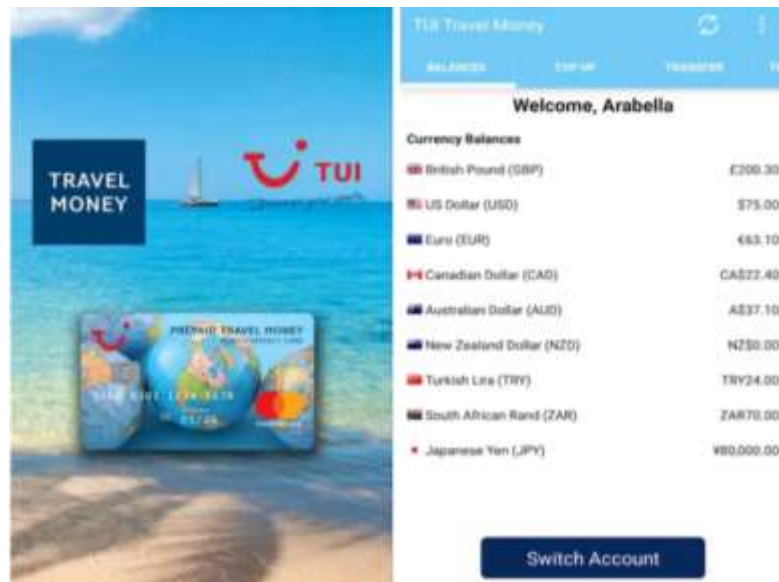 TRAVEL
MONEY
TUI
PREPAID TRAVEL MONEY
TUI Travel Money
BALANCES TOP UP TRANSFER
Welcome, Arabella
Currency Balances
British Pound (GBP) £200.30
US Dollar (USD) $75.00
Euro (EUR) €63.10
Canadian Dollar (CAD) CA$22.40
Australian Dollar (AUD) A$37.10
New Zealand Dollar (NZD) NZ$0.00
Turkish Lira (TRY) TRY24.00
South African Rand (ZAR) ZAR70.00
Japanese Yen (JPY) ¥80,000.00
Switch Account